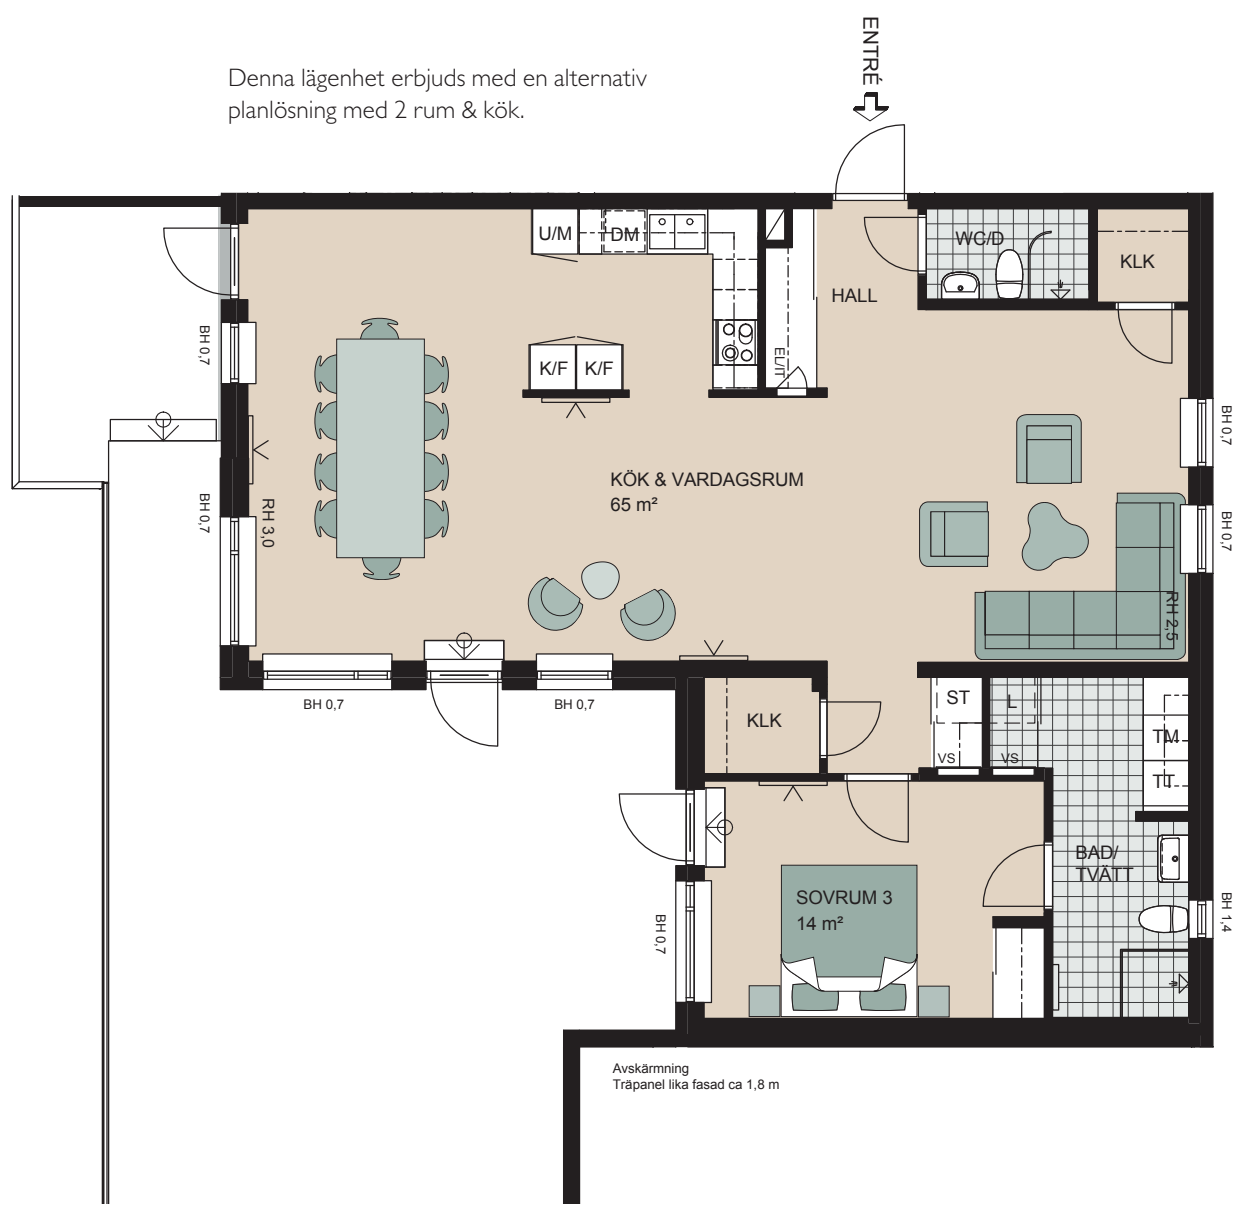 ENTRÉ
Denna lägenhet erbjuds med en alternativ
planlösning med 2 rum & kök.
U/M
DM
WC/D
KLK
HALL
BH 0,7
K/F
K/F
EL/IT
BH 0,7
KÖK & VARDAGSRUM
65 m²
BH 0,7
RH 3,0
BH 0,7
RH 2,5
BH 0,7
BH 0,7
KLK
ST
L
TM
VS
VS
TT
BAD/
TVÄTT
SOVRUM 3
14 m²
BH 0,7
BH 1,4
Avskärmning
Träpanel lika fasad ca 1,8 m